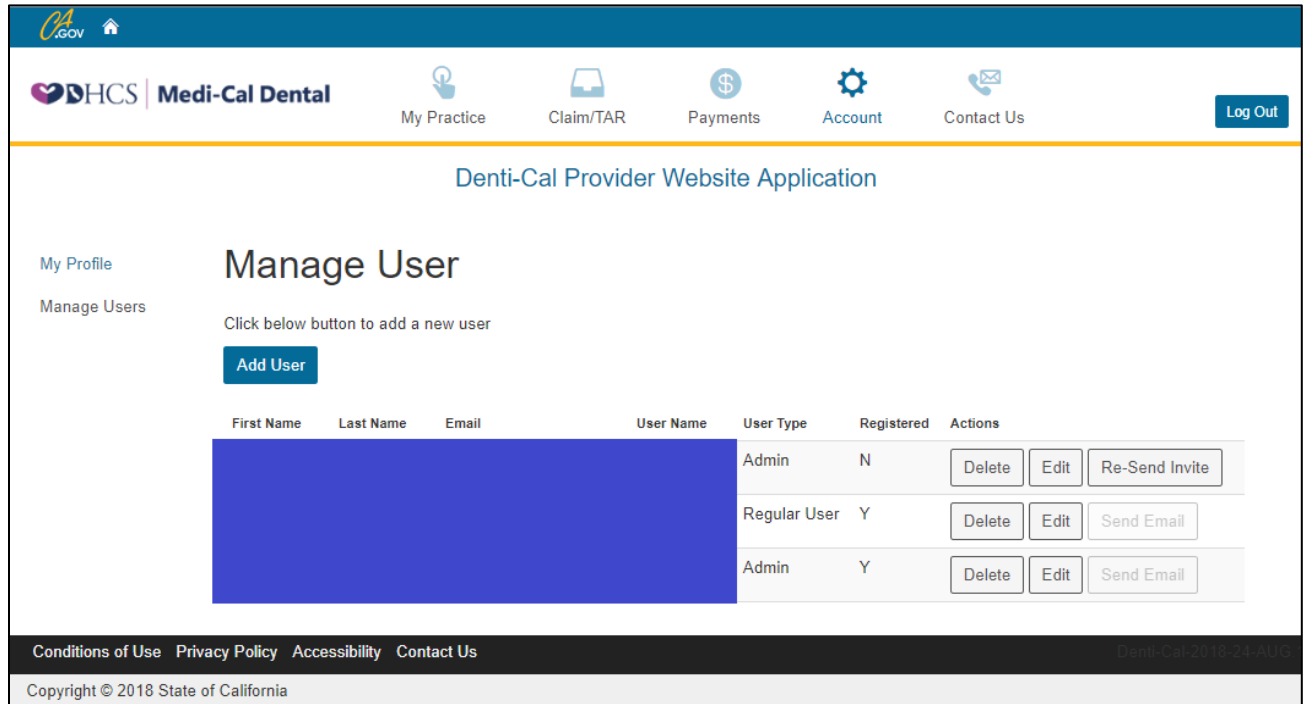 CA.GOV
DHCS Medi-Cal Dental
My Practice Claim/TAR Payments Account Contact Us
Log Out
Denti-Cal Provider Website Application
My Profile
Manage Users
Manage User
Click below button to add a new user
Add User
First Name Last Name Email User Name User Type Registered Actions
Admin N Delete Edit Re-Send Invite
Regular User Y Delete Edit Send Email
Admin Y Delete Edit Send Email
Conditions of Use Privacy Policy Accessibility Contact Us Denti-Cal-2018-24-AUG
Copyright © 2018 State of California